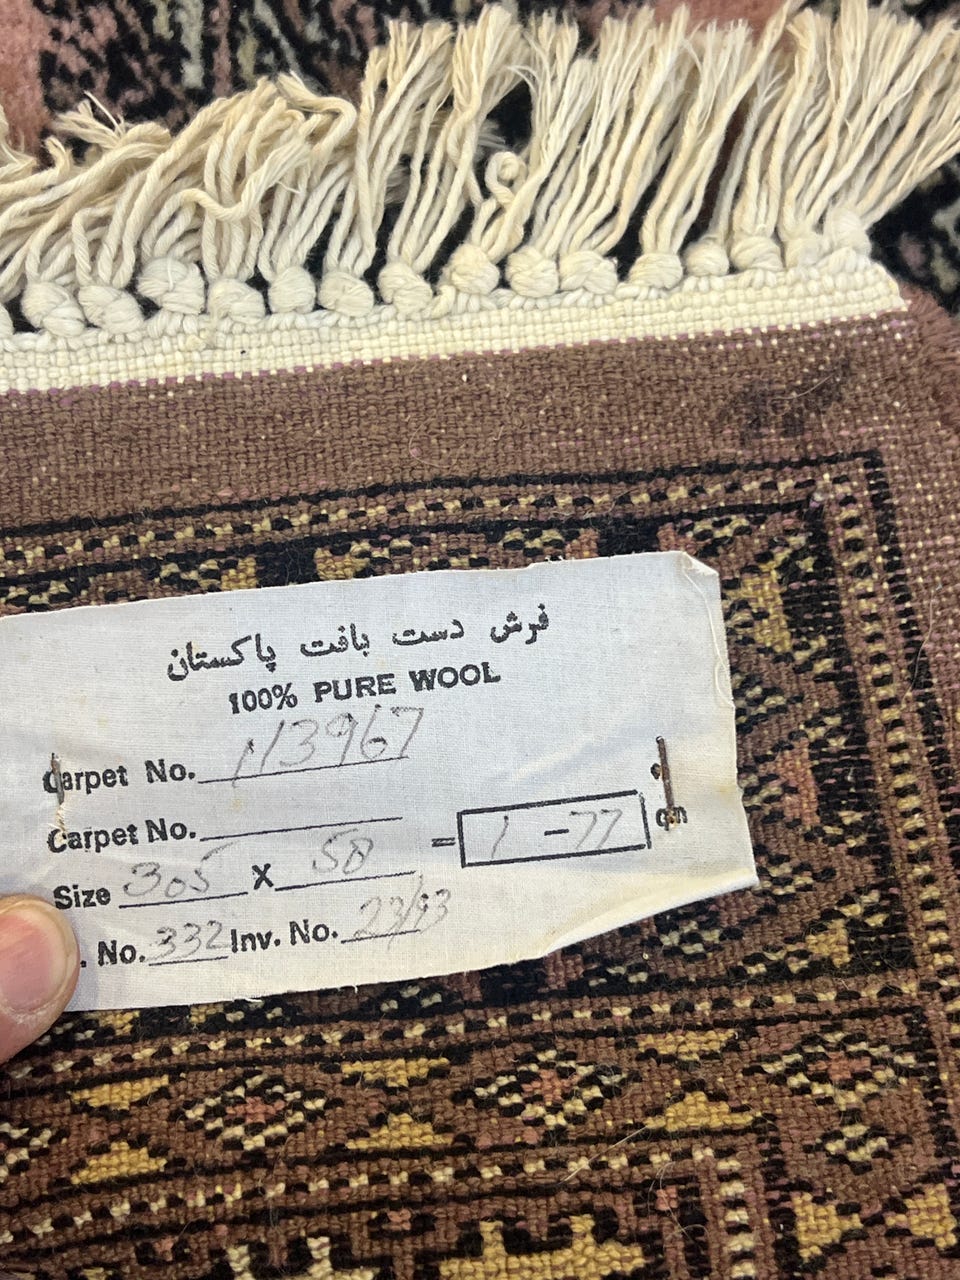 فرش دست بافت پاکستان
100% PURE WOOL
Carpet No. 113967
Carpet No.
Size 305 X 58 = 1-77 qm
. No. 332 Inv. No. 23/93